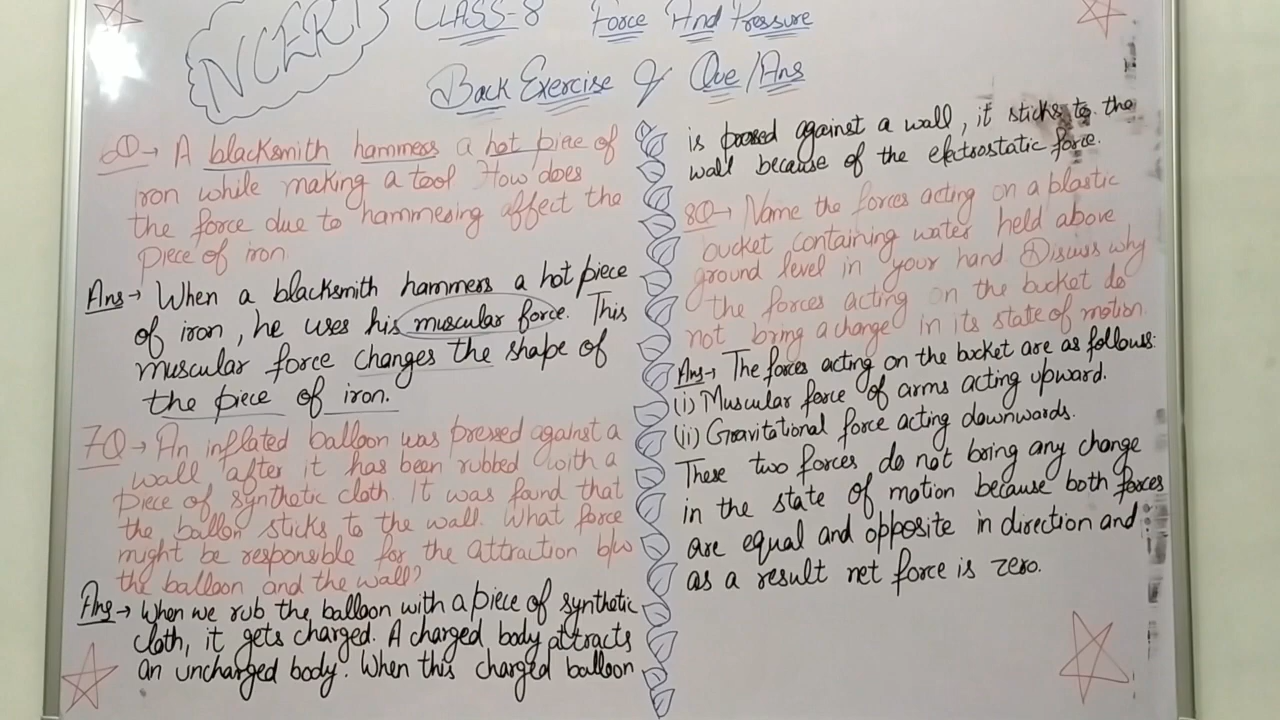 NCERT CLASS-8 Force And Pressure
Back Exercise of Que/Ans
6Q→ A blacksmith hammers a hot piece of
iron while making a tool How does
the force due to hammering affect the
piece of iron.
Ans→ When a blacksmith hammers a hot piece
of iron, he uses his muscular force. This
muscular force changes the shape of
the piece of iron.
7Q→ An inflated balloon was pressed against a
wall after it has been rubbed with a
piece of synthetic cloth. It was found that
the ballon sticks to the wall. What force
might be responsible for the attraction b/w
the balloon and the wall?
Ans→ When we rub the balloon with a piece of synthetic
cloth, it gets charged. A charged body attracts
an uncharged body. When this charged balloon
is pressed against a wall, it sticks to the
wall because of the electrostatic force.
8Q→ Name the forces acting on a plastic
bucket containing water held above
ground level in your hand. Discuss why
the forces acting on the bucket do
not bring a change in its state of motion.
Ans→ The forces acting on the bucket are as follows:
(i) Muscular force of arms acting upward.
(ii) Gravitational force acting downwards.
These two forces do not bring any change
in the state of motion because both forces
are equal and opposite in direction and
as a result net force is zero.